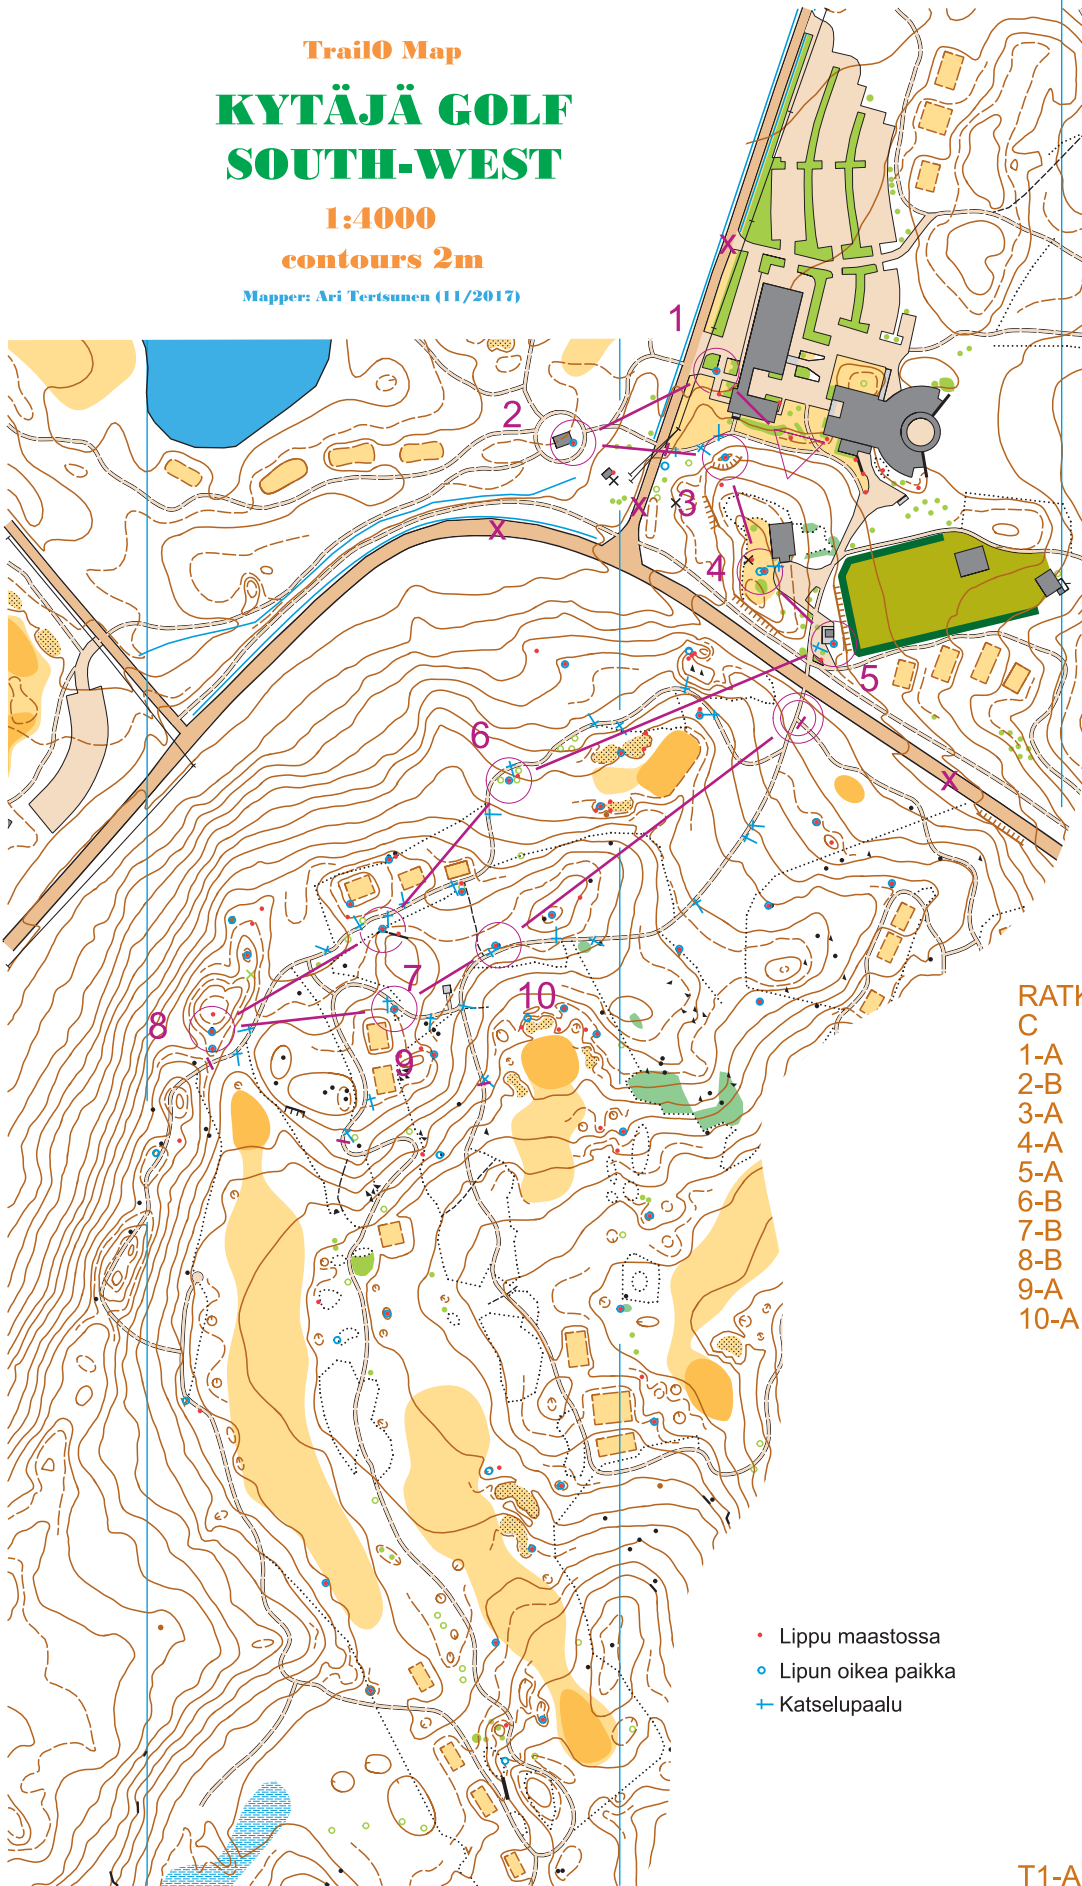 TrailO Map
KYTÄJÄ GOLF
SOUTH-WEST
1:4000
contours 2m
Mapper: Ari Tertsunen (11/2017)
1
2
3
4
5
6
7
8
9
10
x
x
x
x
C
1-A
2-B
3-A
4-A
5-A
6-B
7-B
8-B
9-A
10-A
Lippu maastossa
Lipun oikea paikka
Katselupaalu
T1-A